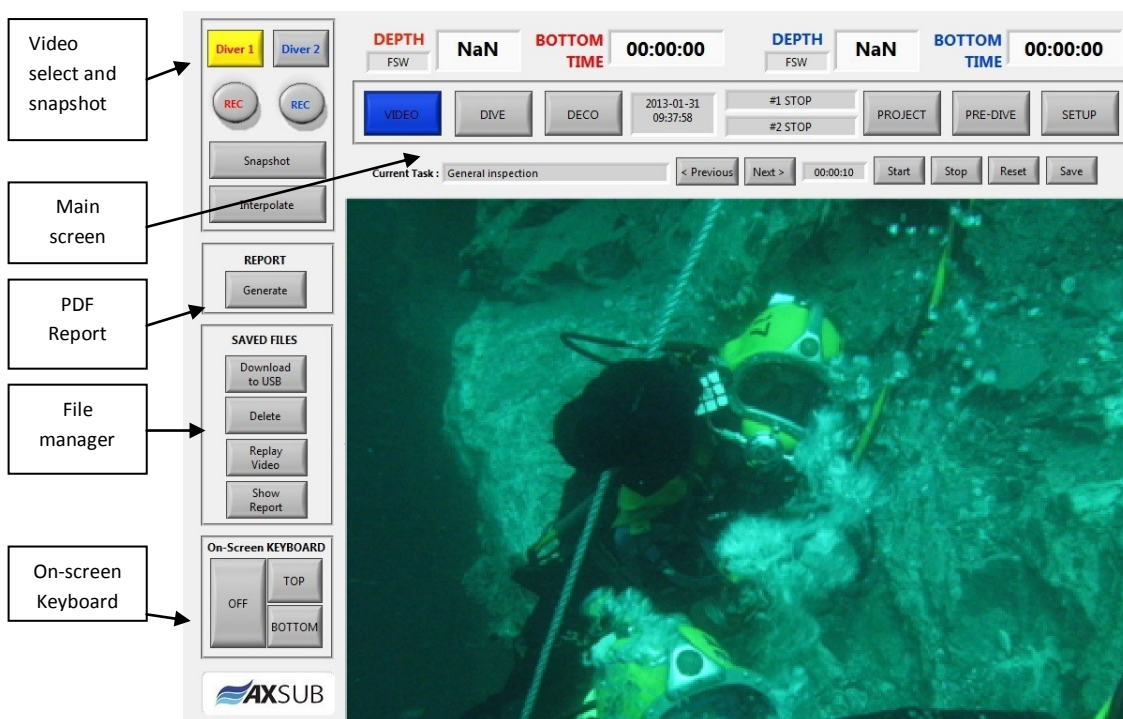 Video
select and
snapshot
Main
screen
PDF
Report
File
manager
On-screen
Keyboard
Diver 1
Diver 2
REC
REC
Snapshot
Interpolate
REPORT
Generate
SAVED FILES
Download
to USB
Delete
Replay
Video
Show
Report
On-Screen KEYBOARD
OFF
TOP
BOTTOM
AXSUB
DEPTH
FSW
NaN
BOTTOM
TIME
00:00:00
DEPTH
FSW
NaN
BOTTOM
TIME
00:00:00
VIDEO
DIVE
DECO
2013-01-31
09:37:58
#1 STOP
#2 STOP
PROJECT
PRE-DIVE
SETUP
Current Task :
General inspection
< Previous
Next >
00:00:10
Start
Stop
Reset
Save